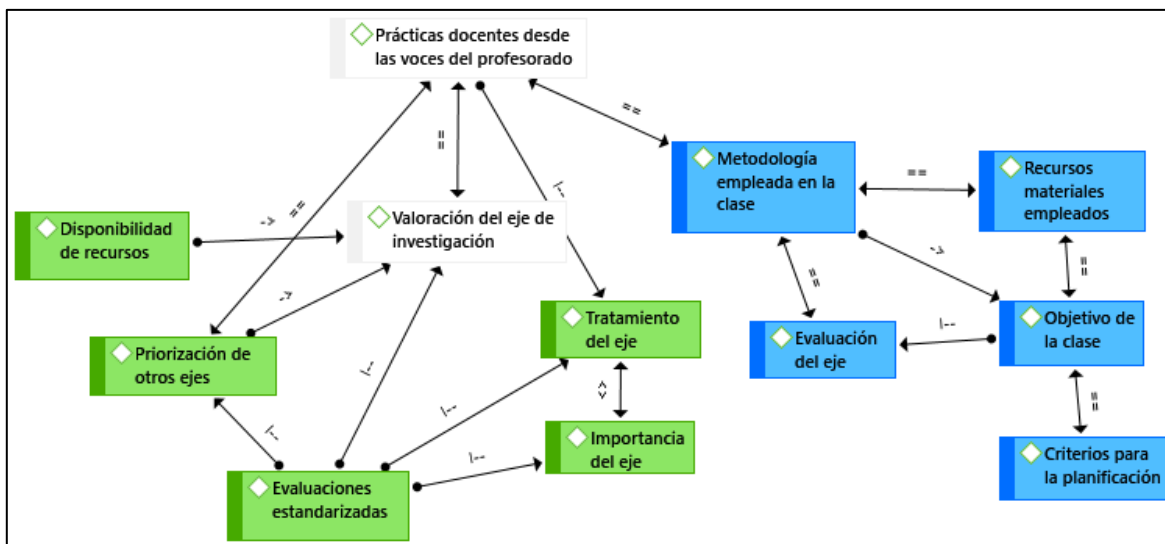 Prácticas docentes desde
las voces del profesorado
==
==
==
|--
Metodología
empleada en la
clase
==
Recursos
materiales
empleados
Disponibilidad
de recursos
->
Valoración del eje de
investigación
->
==
==
->
Priorización de
otros ejes
|--
Tratamiento
del eje
Evaluación
del eje
|--
Objetivo de
la clase
|--
|--
<>
==
|--
Importancia
del eje
Criterios para
la planificación
Evaluaciones
estandarizadas